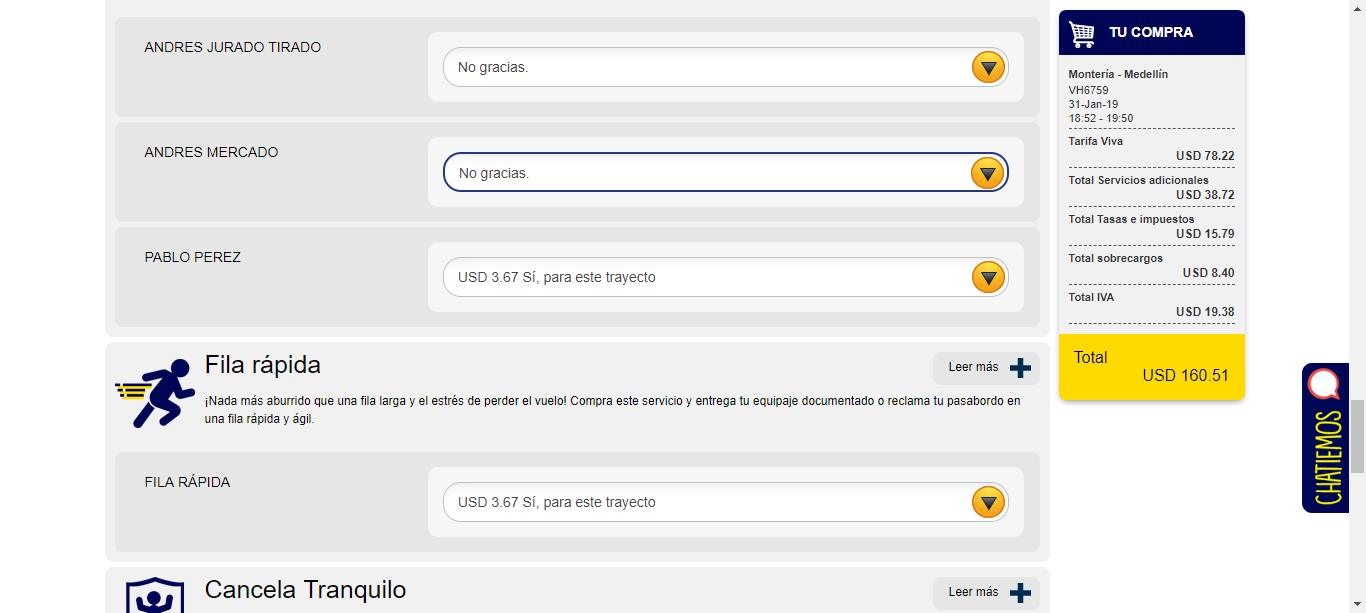 ANDRES JURADO TIRADO
No gracias.
ANDRES MERCADO
No gracias.
PABLO PEREZ
USD 3.67 Sí, para este trayecto
Fila rápida
Leer más
¡Nada más aburrido que una fila larga y el estrés de perder el vuelo! Compra este servicio y entrega tu equipaje documentado o reclama tu pasabordo en
una fila rápida y ágil.
FILA RÁPIDA
USD 3.67 Sí, para este trayecto
Cancela Tranquilo
Leer más
TU COMPRA
Montería - Medellín
VH6759
31-Jan-19
18:52 - 19:50
Tarifa Viva
USD 78.22
Total Servicios adicionales
USD 38.72
Total Tasas e impuestos
USD 15.79
Total sobrecargos
USD 8.40
Total IVA
USD 19.38
Total
USD 160.51
CHATIEMOS